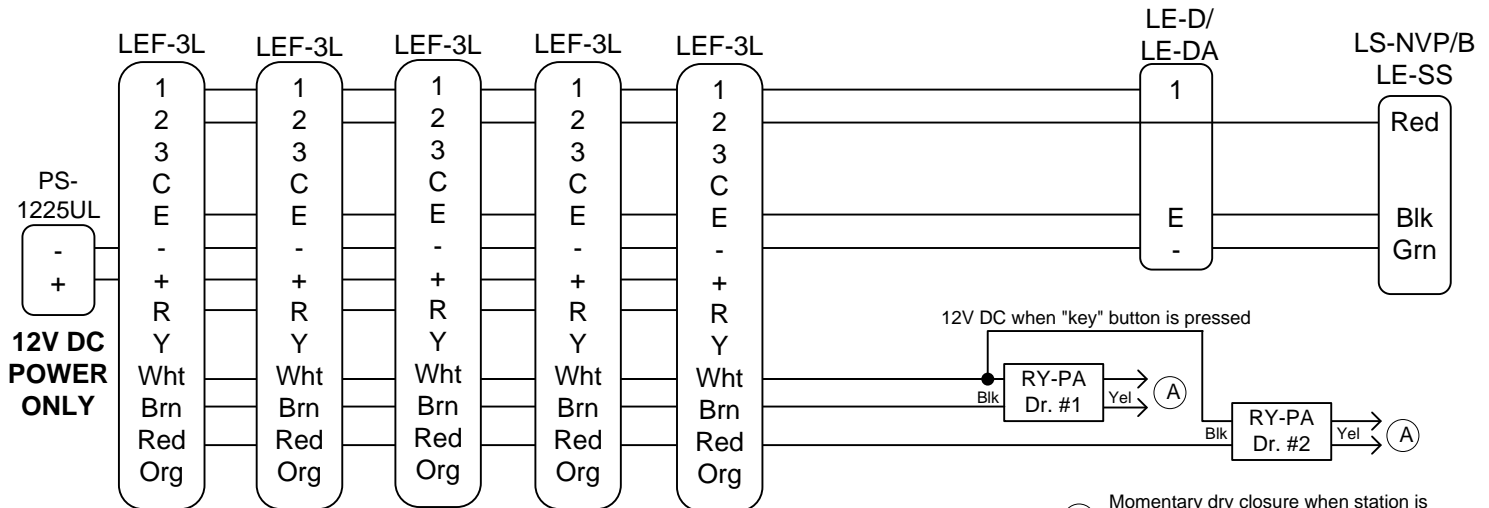 LEF-3L LEF-3L LEF-3L LEF-3L LEF-3L
LE-D/
LE-DA
LS-NVP/B
LE-SS
PS-
1225UL
-
+
12V DC
POWER
ONLY
1 1 1 1 1 1
2 2 2 2 2 Red
3 3 3 3 3
C C C C C
E E E E E E Blk
- - - - - - Grn
+ + + + +
R R R R R
Y Y Y Y Y
Wht Wht Wht Wht Wht
Brn Brn Brn Brn Brn
Red Red Red Red Red
Org Org Org Org Org
12V DC when "key" button is pressed
Blk
RY-PA
Dr. #1
Yel
A
Blk
RY-PA
Dr. #2
Yel
A
Momentary dry closure when station is